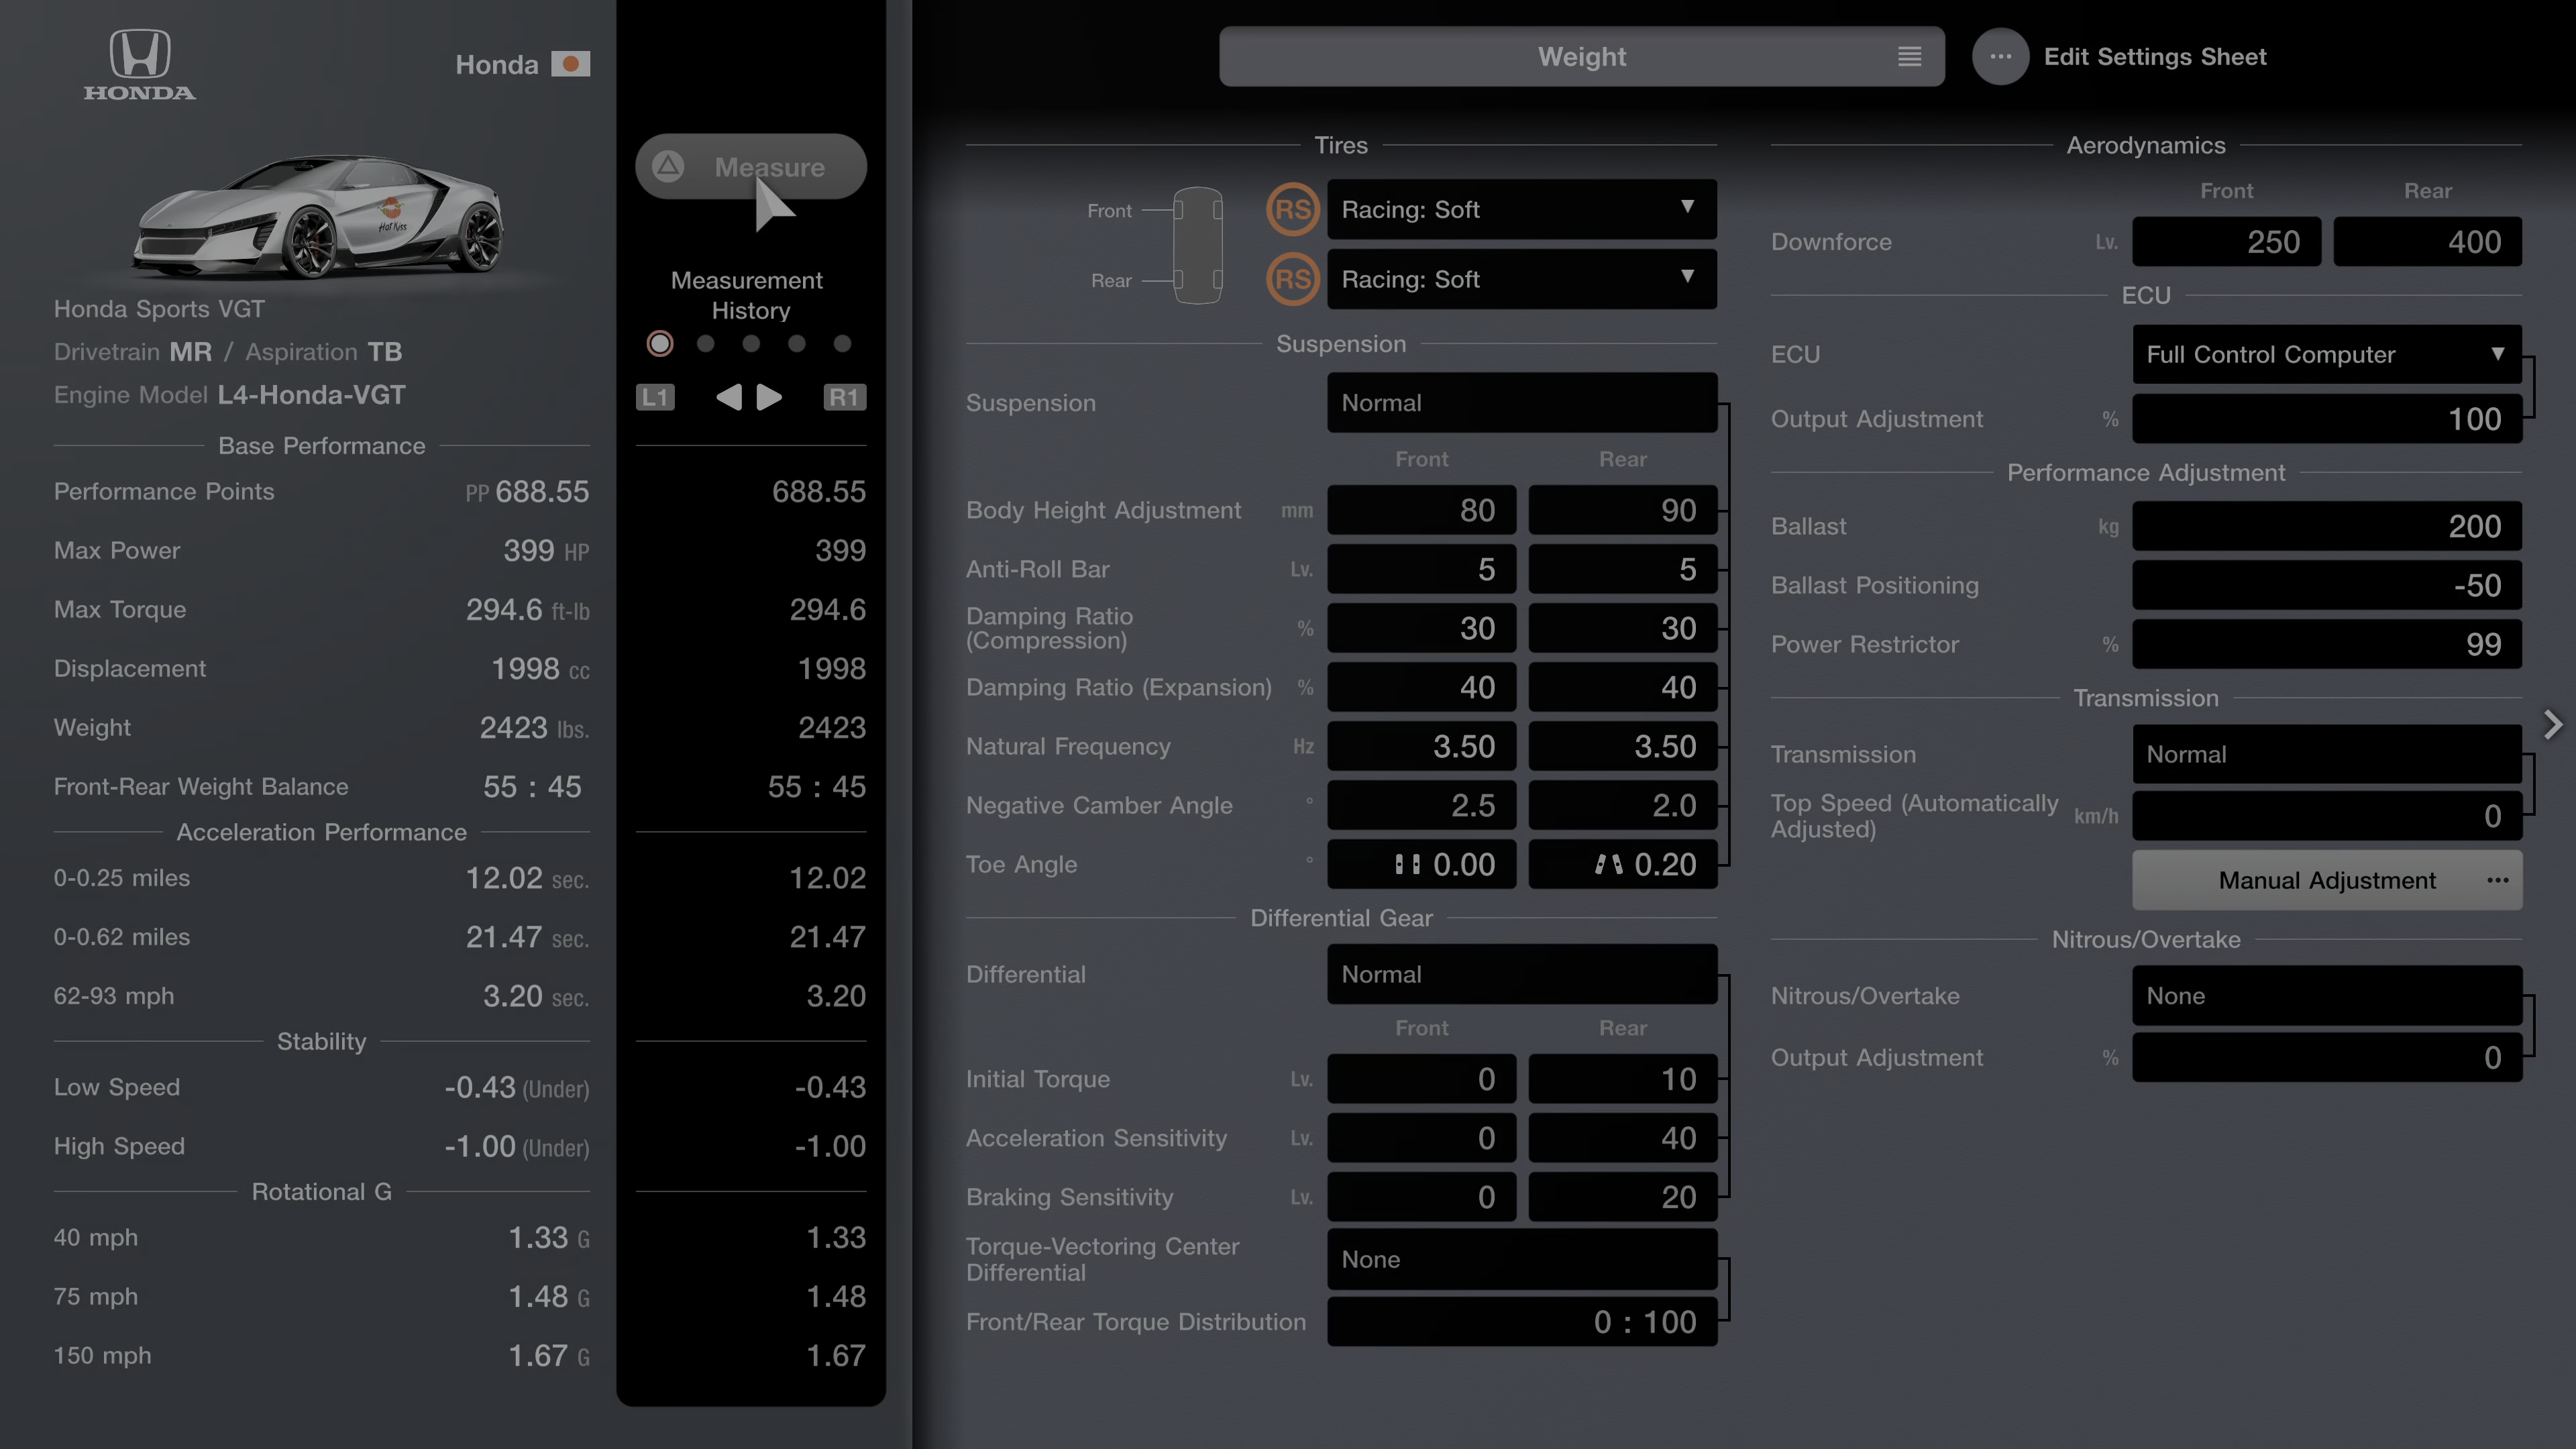 HONDA
Honda
Hot Kiss
Honda Sports VGT
Drivetrain MR / Aspiration TB
Engine Model L4-Honda-VGT
Base Performance
Performance Points PP 688.55
Max Power 399 HP
Max Torque 294.6 ft-lb
Displacement 1998 cc
Weight 2423 lbs.
Front-Rear Weight Balance 55 : 45
Acceleration Performance
0-0.25 miles 12.02 sec.
0-0.62 miles 21.47 sec.
62-93 mph 3.20 sec.
Stability
Low Speed -0.43 (Under)
High Speed -1.00 (Under)
Rotational G
40 mph 1.33 G
75 mph 1.48 G
150 mph 1.67 G
Measure
Measurement
History
L1 R1
688.55
399
294.6
1998
2423
55 : 45
12.02
21.47
3.20
-0.43
-1.00
1.33
1.48
1.67
Weight
Edit Settings Sheet
Tires
Front RS Racing: Soft
Rear RS Racing: Soft
Suspension
Suspension Normal
Front Rear
Body Height Adjustment mm 80 90
Anti-Roll Bar Lv. 5 5
Damping Ratio
(Compression) % 30 30
Damping Ratio (Expansion) % 40 40
Natural Frequency Hz 3.50 3.50
Negative Camber Angle ° 2.5 2.0
Toe Angle ° 0.00 0.20
Differential Gear
Differential Normal
Front Rear
Initial Torque Lv. 0 10
Acceleration Sensitivity Lv. 0 40
Braking Sensitivity Lv. 0 20
Torque-Vectoring Center
Differential None
Front/Rear Torque Distribution 0 : 100
Aerodynamics
Front Rear
Downforce Lv. 250 400
ECU
ECU Full Control Computer
Output Adjustment % 100
Performance Adjustment
Ballast kg 200
Ballast Positioning -50
Power Restrictor % 99
Transmission
Transmission Normal
Top Speed (Automatically
Adjusted) km/h 0
Manual Adjustment
Nitrous/Overtake
Nitrous/Overtake None
Output Adjustment % 0